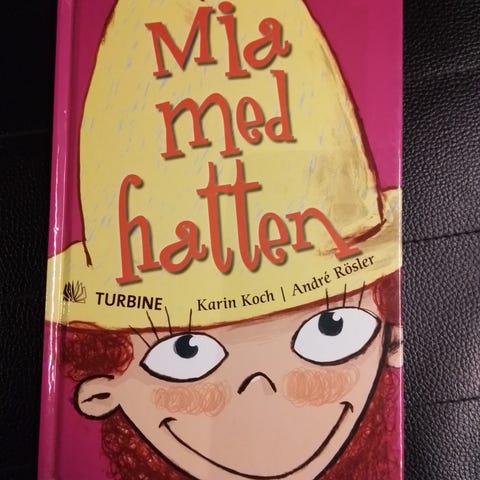 Mia
med
hatten
TURBINE Karin Koch | André Rösler